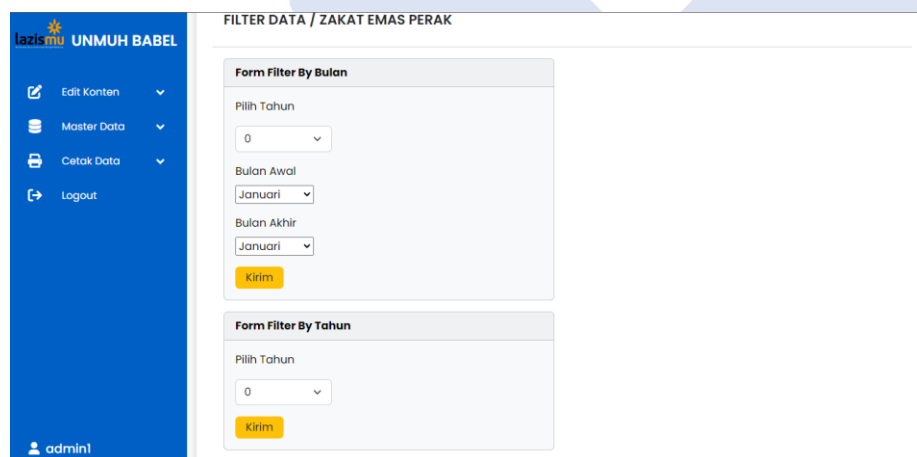 FILTER DATA / ZAKAT EMAS PERAK
lazismu UNMUH BABEL
Edit Konten
Master Data
Cetak Data
Logout
admin1
Form Filter By Bulan
Pilih Tahun
0
Bulan Awal
Januari
Bulan Akhir
Januari
Kirim
Form Filter By Tahun
Pilih Tahun
0
Kirim